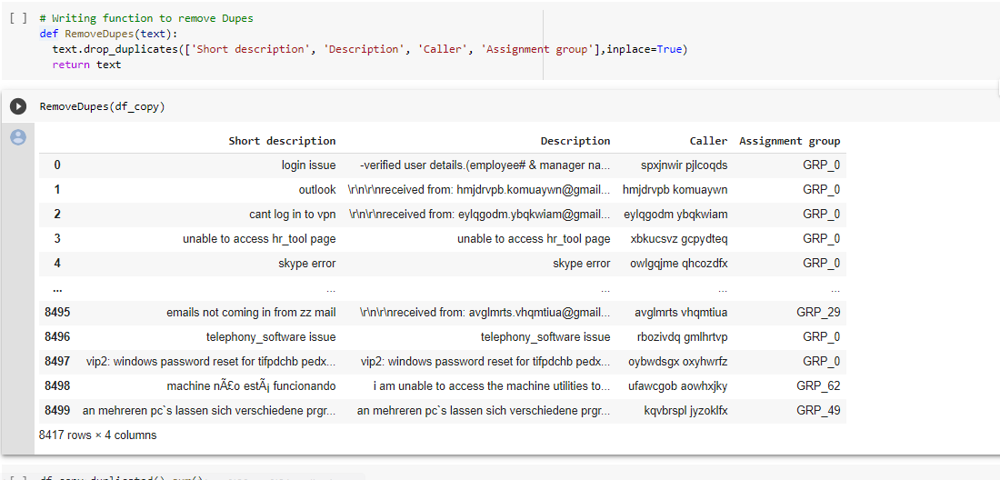 [ ] # Writing function to remove Dupes
def RemoveDupes(text):
text.drop_duplicates(['Short description', 'Description', 'Caller', 'Assignment group'],inplace=True)
return text
RemoveDupes(df_copy)
Short description Description Caller Assignment group
0 login issue -verified user details.(employee# & manager na... spxjnwir pjlcoqds GRP_0
1 outlook \r\n\r\nreceived from: hmjdrvpb.komuaywn@gmail... hmjdrvpb komuaywn GRP_0
2 cant log in to vpn \r\n\r\nreceived from: eylqgodm.ybqkwiam@gmail... eylqgodm ybqkwiam GRP_0
3 unable to access hr_tool page unable to access hr_tool page xbkucsvz gcpydteq GRP_0
4 skype error skype error owlgqjme qhcozdfx GRP_0
... ... ... ... ...
8495 emails not coming in from zz mail \r\n\r\nreceived from: avglmrts.vhqmtiua@gmail... avglmrts vhqmtiua GRP_29
8496 telephony_software issue telephony_software issue rbozivdq gmlhrtvp GRP_0
8497 vip2: windows password reset for tifpdchb pedx... vip2: windows password reset for tifpdchb pedx... oybwdsgx oxyhwrfz GRP_0
8498 machine nÃ£o estÃ¡ funcionando i am unable to access the machine utilities to... ufawcgob aowhxjky GRP_62
8499 an mehreren pc`s lassen sich verschiedene prgr... an mehreren pc`s lassen sich verschiedene prgr... kqvbrspl jyzoklfx GRP_49
8417 rows × 4 columns